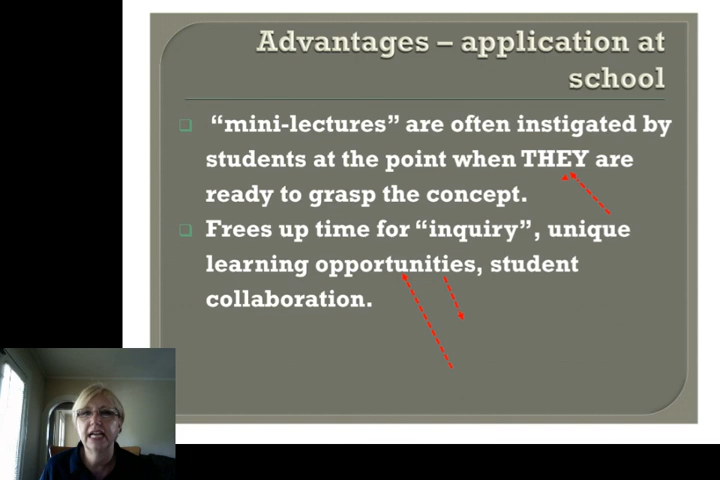 Advantages – application at
school
“mini-lectures” are often instigated by
students at the point when THEY are
ready to grasp the concept.
Frees up time for “inquiry”, unique
learning opportunities, student
collaboration.